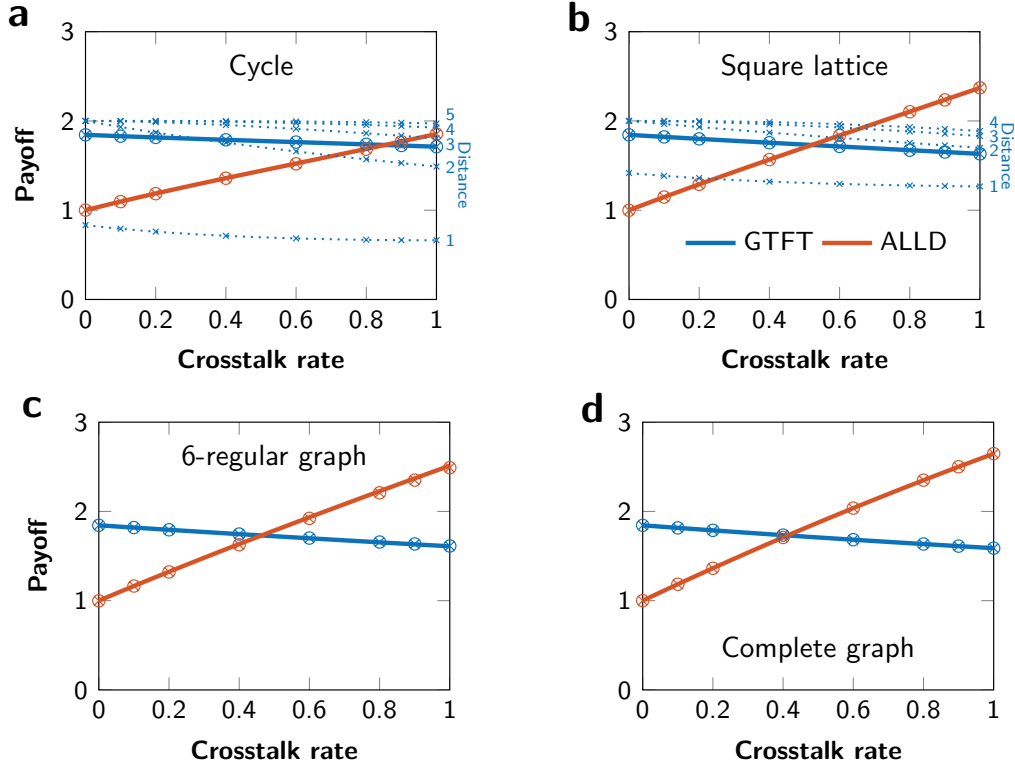 a
Cycle
Payoff
3
2
1
0
5
4
3
2
1
Distance
0 0.2 0.4 0.6 0.8 1
Crosstalk rate
b
Square lattice
3
2
1
0
4
3
2
1
Distance
GTFT ALLD
0 0.2 0.4 0.6 0.8 1
Crosstalk rate
c
6-regular graph
Payoff
3
2
1
0
0 0.2 0.4 0.6 0.8 1
Crosstalk rate
d
3
2
1
0
Complete graph
0 0.2 0.4 0.6 0.8 1
Crosstalk rate